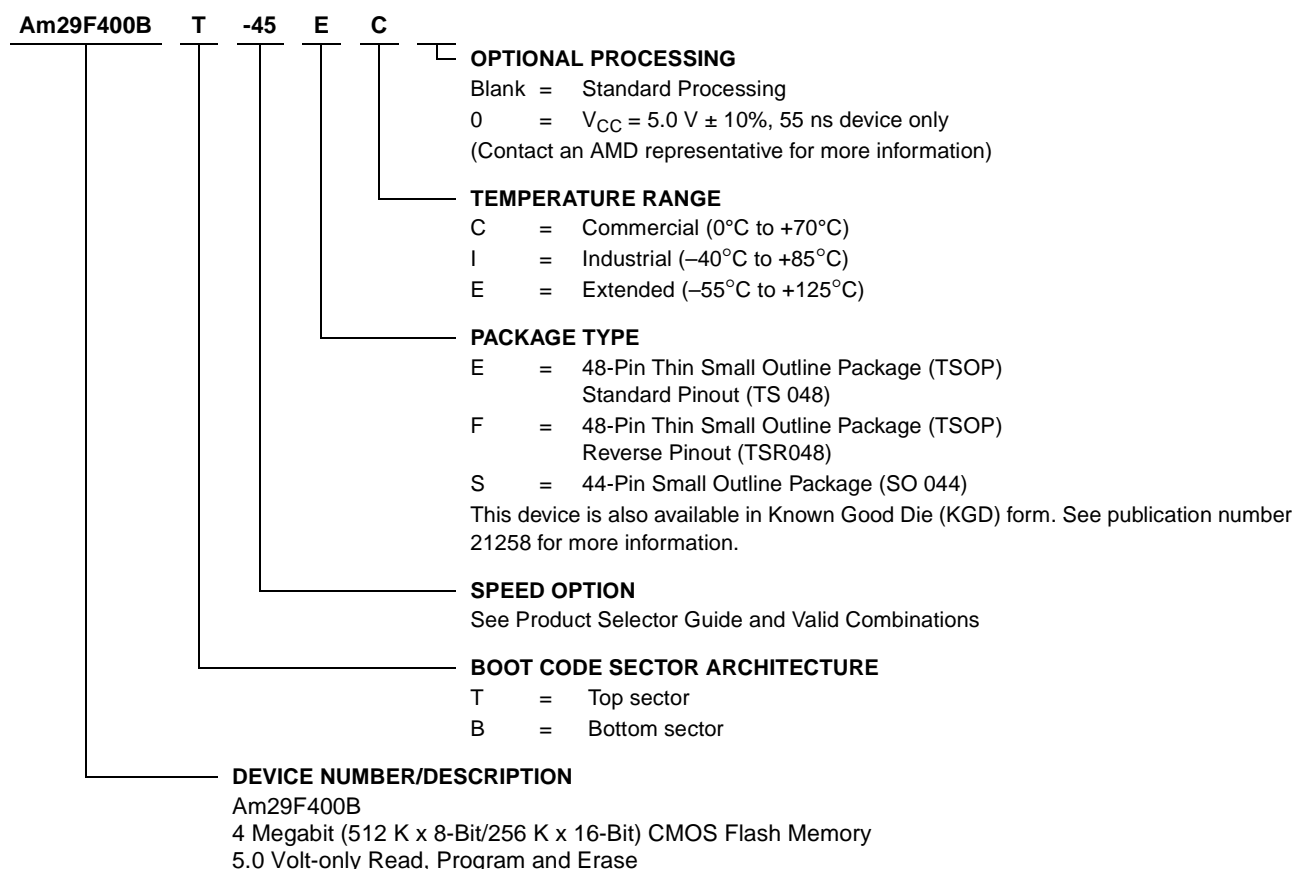 Am29F400B T -45 E C
OPTIONAL PROCESSING
Blank = Standard Processing
0 = VCC = 5.0 V ± 10%, 55 ns device only
(Contact an AMD representative for more information)
TEMPERATURE RANGE
C = Commercial (0°C to +70°C)
I = Industrial (–40°C to +85°C)
E = Extended (–55°C to +125°C)
PACKAGE TYPE
E = 48-Pin Thin Small Outline Package (TSOP)
Standard Pinout (TS 048)
F = 48-Pin Thin Small Outline Package (TSOP)
Reverse Pinout (TSR048)
S = 44-Pin Small Outline Package (SO 044)
This device is also available in Known Good Die (KGD) form. See publication number
21258 for more information.
SPEED OPTION
See Product Selector Guide and Valid Combinations
BOOT CODE SECTOR ARCHITECTURE
T = Top sector
B = Bottom sector
DEVICE NUMBER/DESCRIPTION
Am29F400B
4 Megabit (512 K x 8-Bit/256 K x 16-Bit) CMOS Flash Memory
5.0 Volt-only Read, Program and Erase